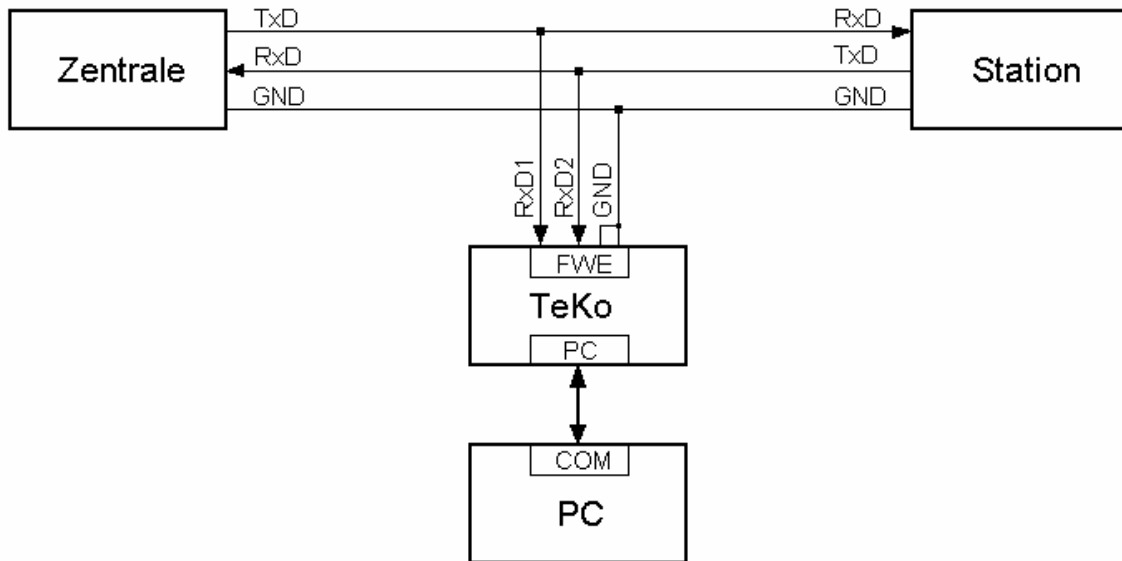 TxD
RxD
Zentrale
RxD
TxD
Station
GND
GND
RxD1
RxD2
GND
FWE
TeKo
PC
COM
PC